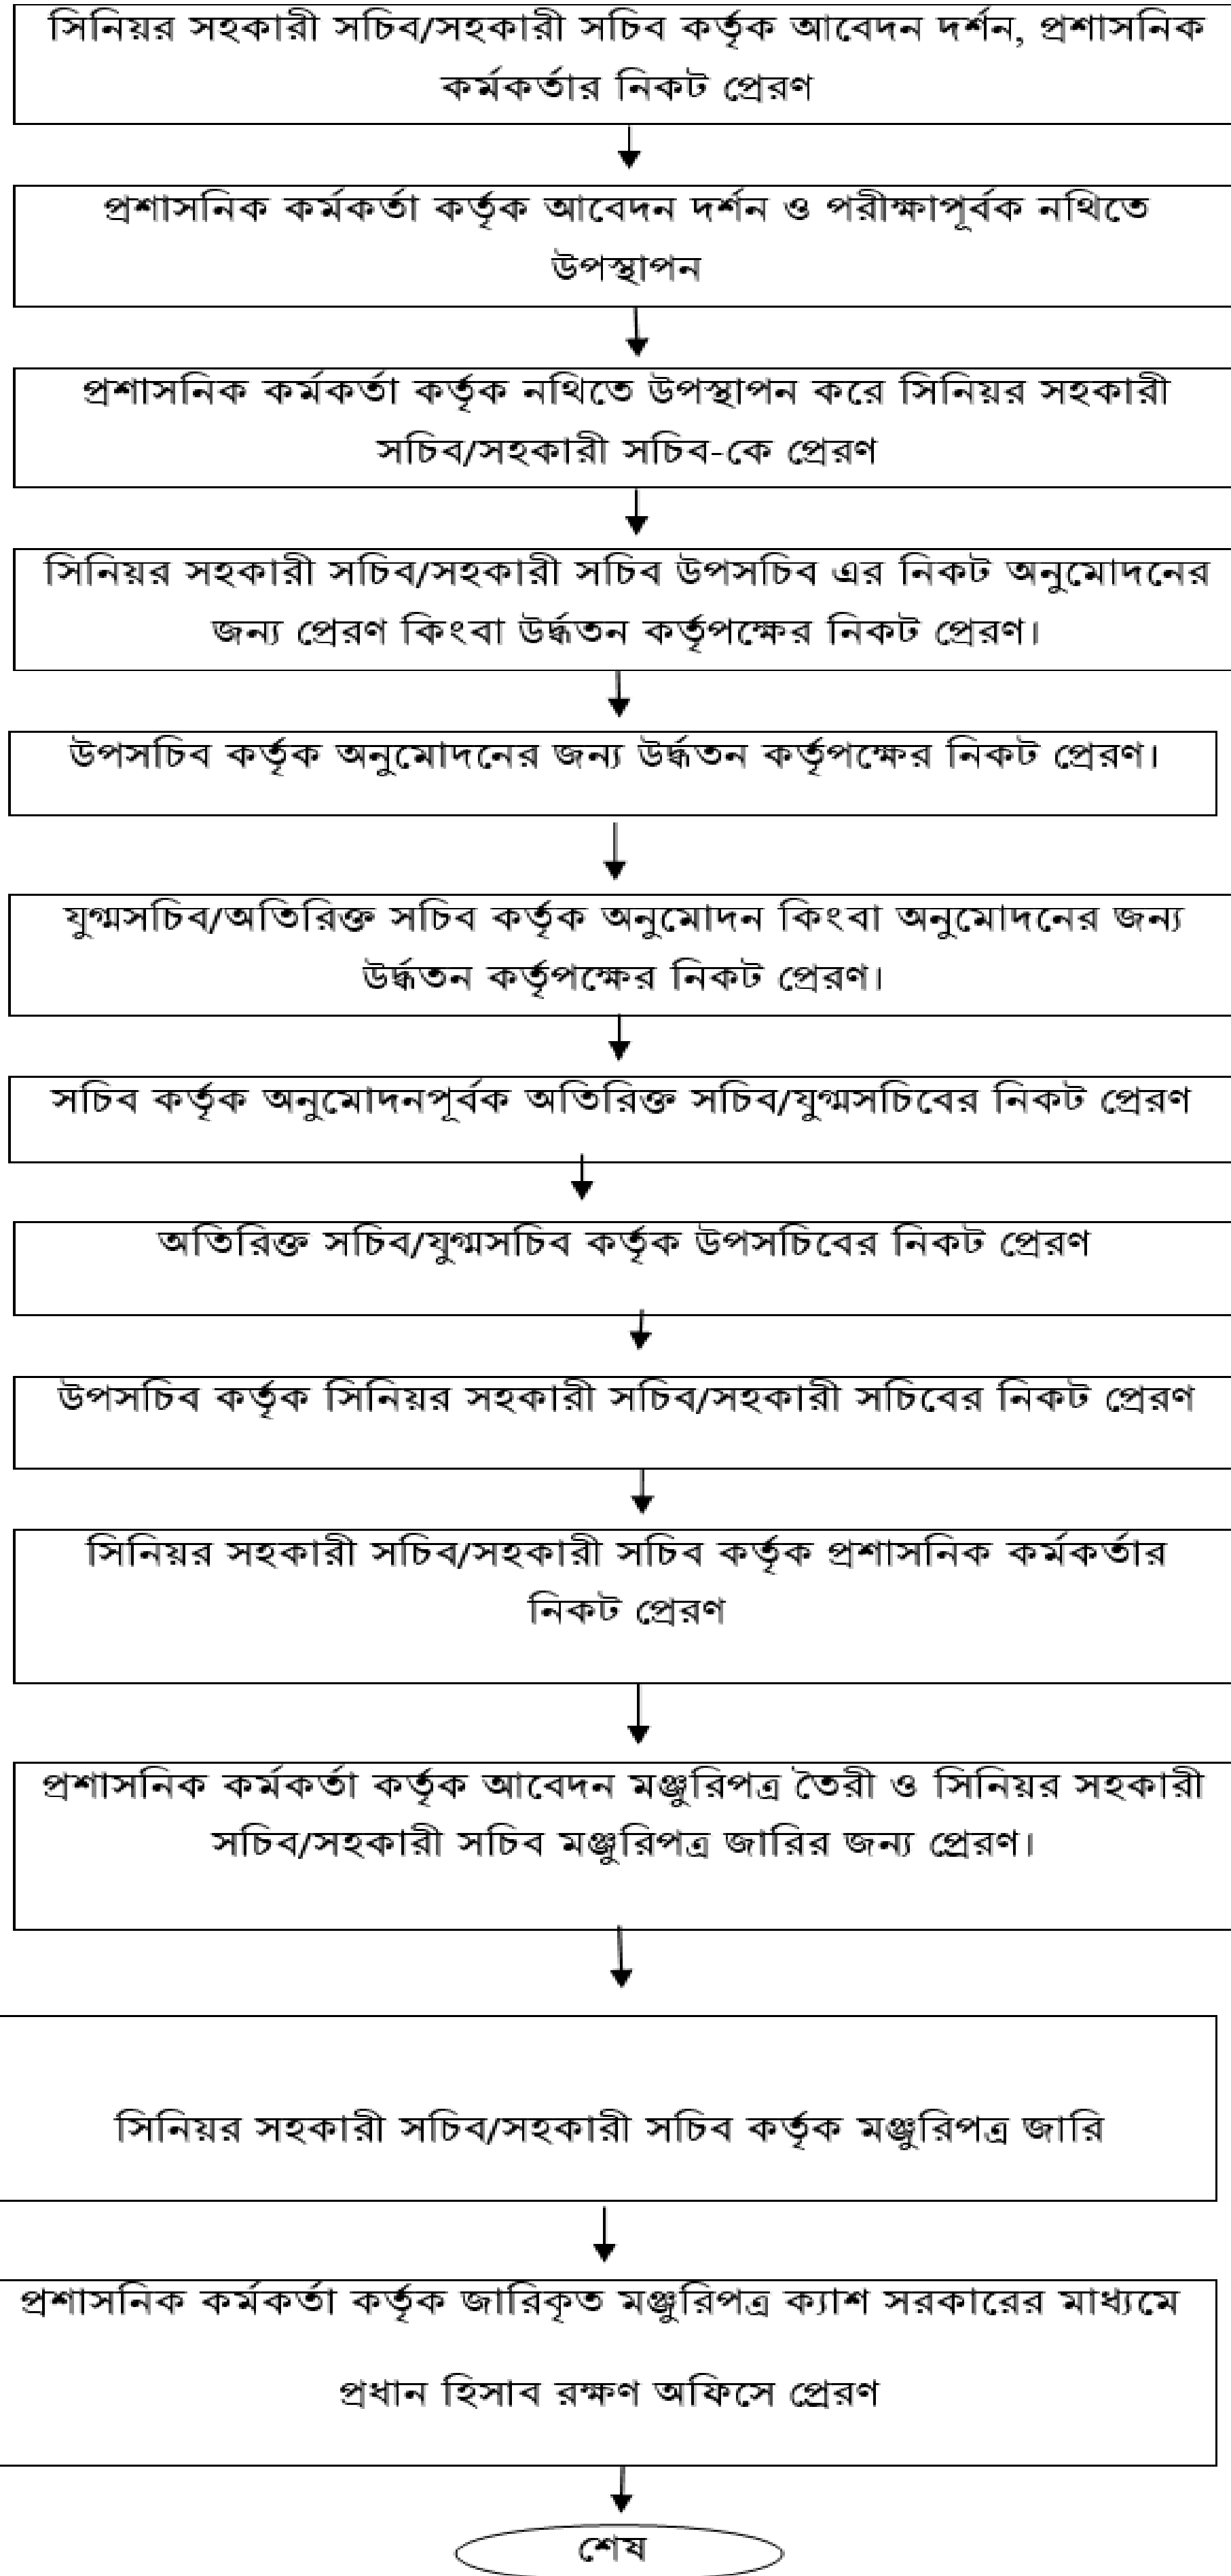 সিনিয়র সহকারী সচিব/সহকারী সচিব কর্তৃক আবেদন দর্শন, প্রশাসনিক
কর্মকর্তার নিকট প্রেরণ
প্রশাসনিক কর্মকর্তা কর্তৃক আবেদন দর্শন ও পরীক্ষাপূর্বক নথিতে
উপস্থাপন
প্রশাসনিক কর্মকর্তা কর্তৃক নথিতে উপস্থাপন করে সিনিয়র সহকারী
সচিব/সহকারী সচিব-কে প্রেরণ
সিনিয়র সহকারী সচিব/সহকারী সচিব উপসচিব এর নিকট অনুমোদনের
জন্য প্রেরণ কিংবা উর্দ্ধতন কর্তৃপক্ষের নিকট প্রেরণ।
উপসচিব কর্তৃক অনুমোদনের জন্য উর্দ্ধতন কর্তৃপক্ষের নিকট প্রেরণ।
যুগ্মসচিব/অতিরিক্ত সচিব কর্তৃক অনুমোদন কিংবা অনুমোদনের জন্য
উর্দ্ধতন কর্তৃপক্ষের নিকট প্রেরণ।
সচিব কর্তৃক অনুমোদনপূর্বক অতিরিক্ত সচিব/যুগ্মসচিবের নিকট প্রেরণ
অতিরিক্ত সচিব/যুগ্মসচিব কর্তৃক উপসচিবের নিকট প্রেরণ
উপসচিব কর্তৃক সিনিয়র সহকারী সচিব/সহকারী সচিবের নিকট প্রেরণ
সিনিয়র সহকারী সচিব/সহকারী সচিব কর্তৃক প্রশাসনিক কর্মকর্তার
নিকট প্রেরণ
প্রশাসনিক কর্মকর্তা কর্তৃক আবেদন মঞ্জুরিপত্র তৈরী ও সিনিয়র সহকারী
সচিব/সহকারী সচিব মঞ্জুরিপত্র জারির জন্য প্রেরণ।
সিনিয়র সহকারী সচিব/সহকারী সচিব কর্তৃক মঞ্জুরিপত্র জারি
প্রশাসনিক কর্মকর্তা কর্তৃক জারিকৃত মঞ্জুরিপত্র ক্যাশ সরকারের মাধ্যমে
প্রধান হিসাব রক্ষণ অফিসে প্রেরণ
শেষ